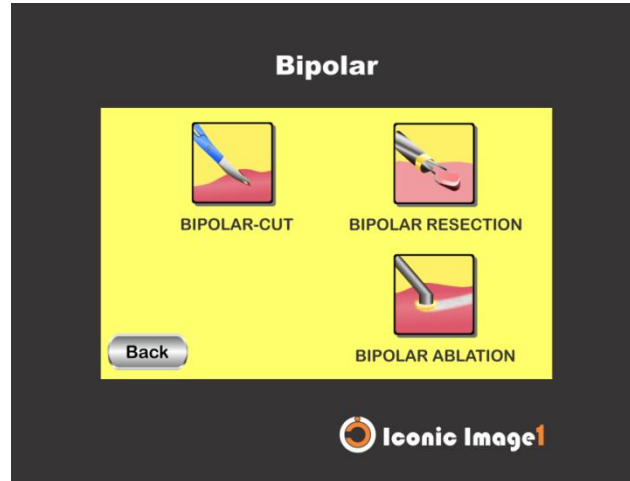 Bipolar
BIPOLAR-CUT
BIPOLAR RESECTION
Back
BIPOLAR ABLATION
Iconic Image1